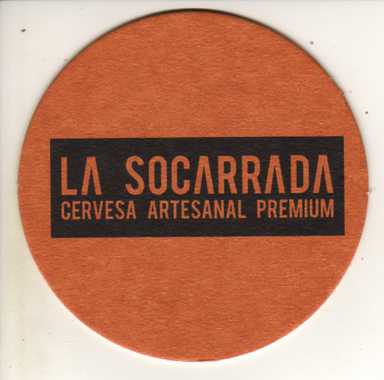 LA SOCARRADA
CERVESA ARTESANAL PREMIUM